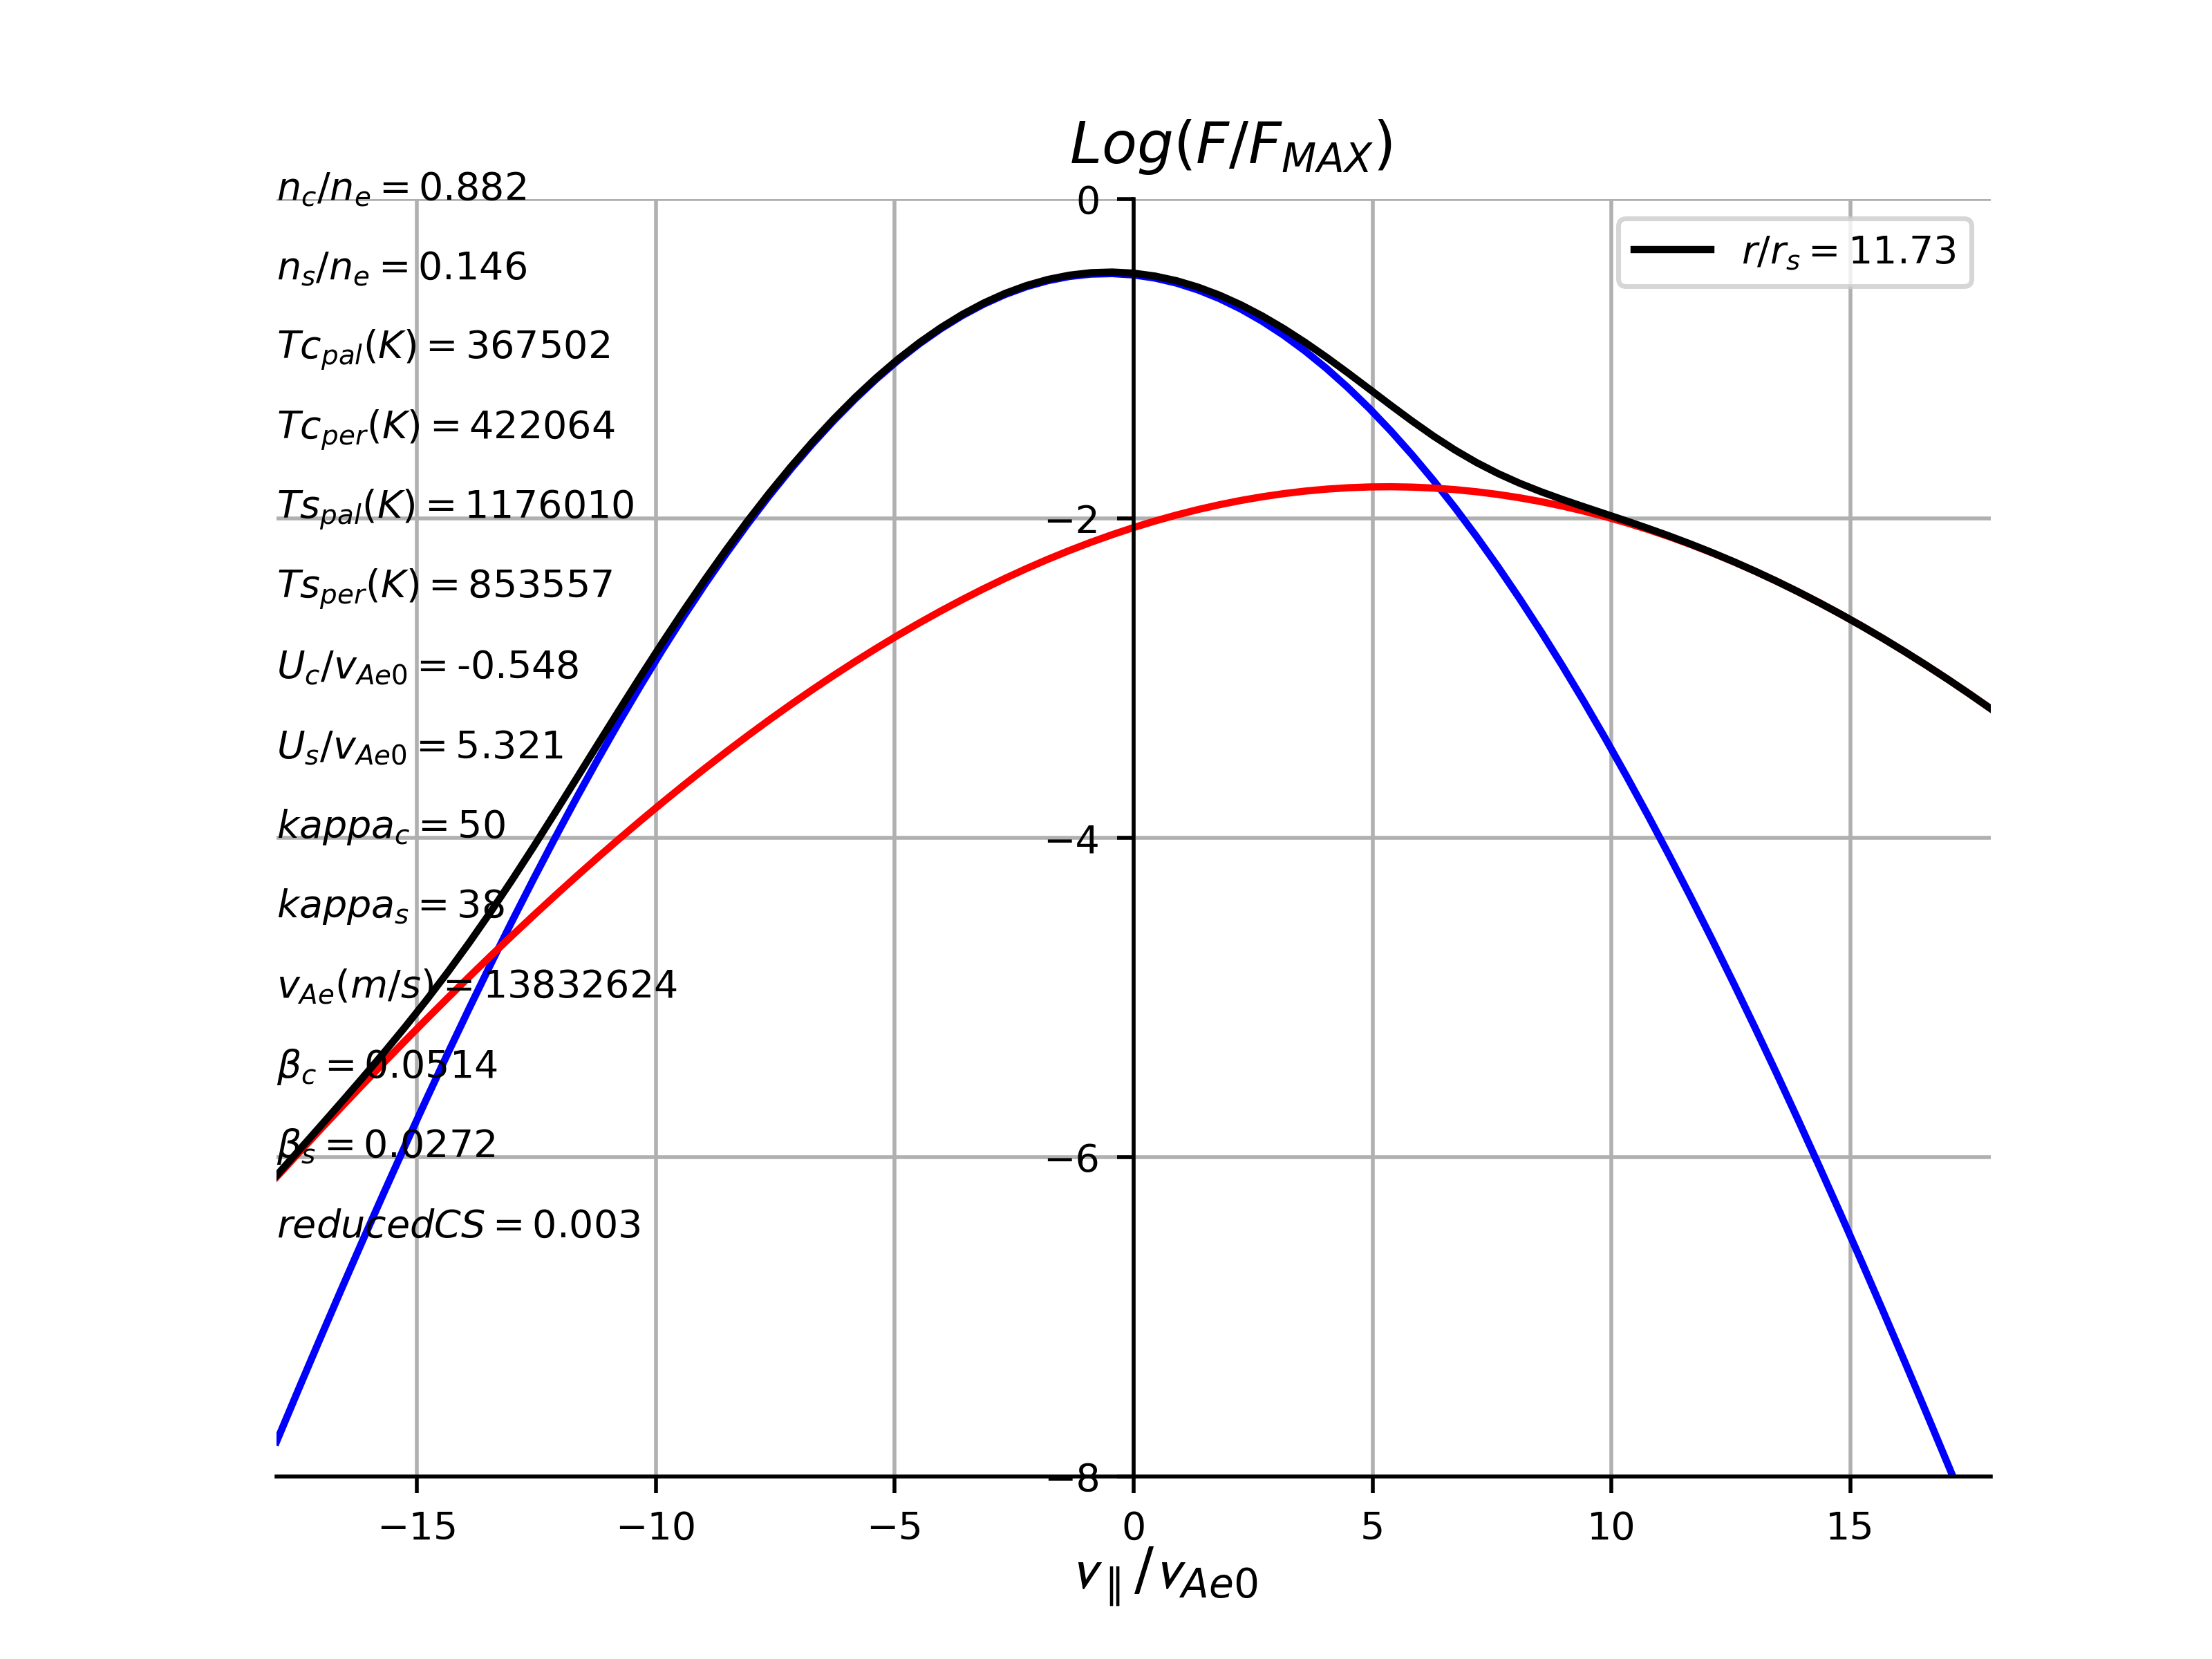 Log(F/F_MAX)
n_c/n_e = 0.882
0
r/r_s = 11.73
n_s/n_e = 0.146
Tc_pal(K) = 367502
Tc_per(K) = 422064
Ts_pal(K) = 1176010
−2
Ts_per(K) = 853557
U_c/v_Ae0 = -0.548
U_s/v_Ae0 = 5.321
kappa_c = 50
−4
kappa_s = 38
v_Ae(m/s) = 13832624
β_c = 0.0514
β_s = 0.0272
−6
reducedCS = 0.003
−8
−15 −10 −5 0 5 10 15
v_∥/v_Ae0